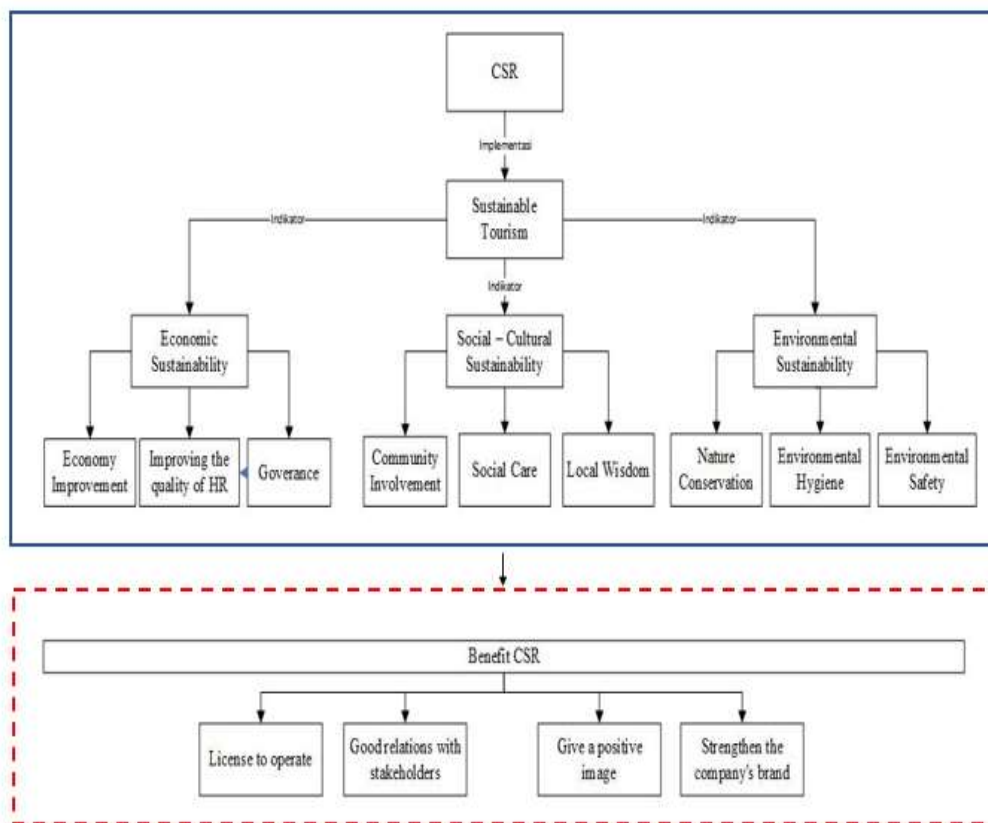 CSR
Implementasi
Sustainable
Tourism
Indikator
Indikator
Indikator
Economic
Sustainability
Social – Cultural
Sustainability
Environmental
Sustainability
Economy
Improvement
Improving the
quality of HR
Goverance
Community
Involvement
Social Care
Local Wisdom
Nature
Conservation
Environmental
Hygiene
Environmental
Safety
Benefit CSR
License to operate
Good relations with
stakeholders
Give a positive
image
Strengthen the
company's brand